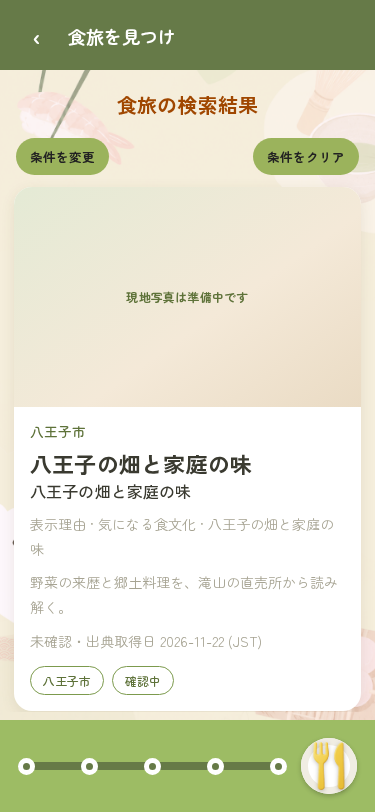 ‹ 食旅を見つけ
食旅の検索結果
条件を変更
条件をクリア
現地写真は準備中です
八王子市
八王子の畑と家庭の味
八王子の畑と家庭の味
表示理由 · 気になる食文化 · 八王子の畑と家庭の
味
野菜の来歴と郷土料理を、滝山の直売所から読み
解く。
未確認・出典取得日 2026-11-22 (JST)
八王子市
確認中